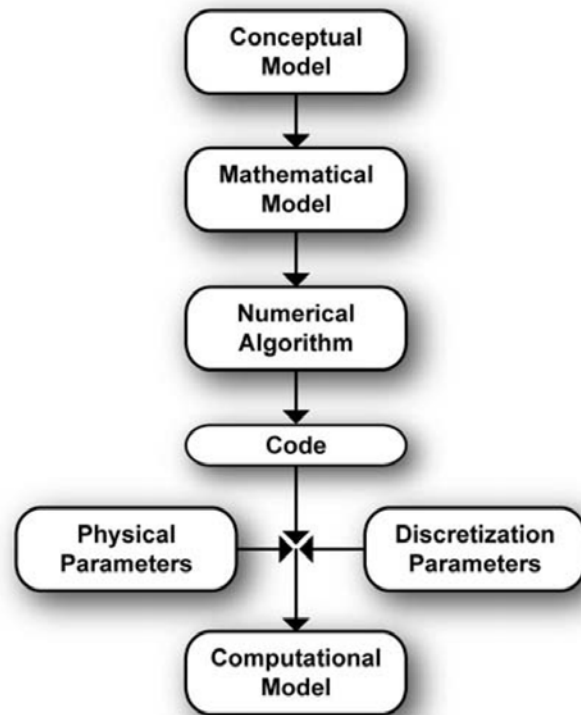 Conceptual
Model
Mathematical
Model
Numerical
Algorithm
Code
Physical
Parameters
Discretization
Parameters
Computational
Model